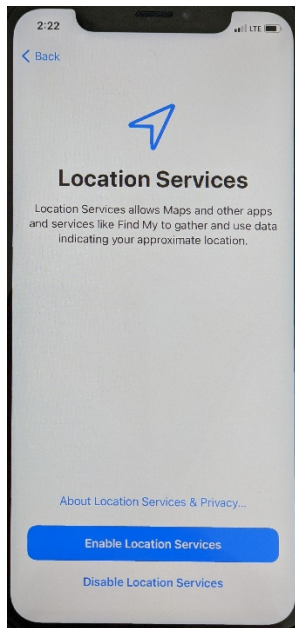 2:22
LTE
Back
Location Services
Location Services allows Maps and other apps
and services like Find My to gather and use data
indicating your approximate location.
About Location Services & Privacy...
Enable Location Services
Disable Location Services